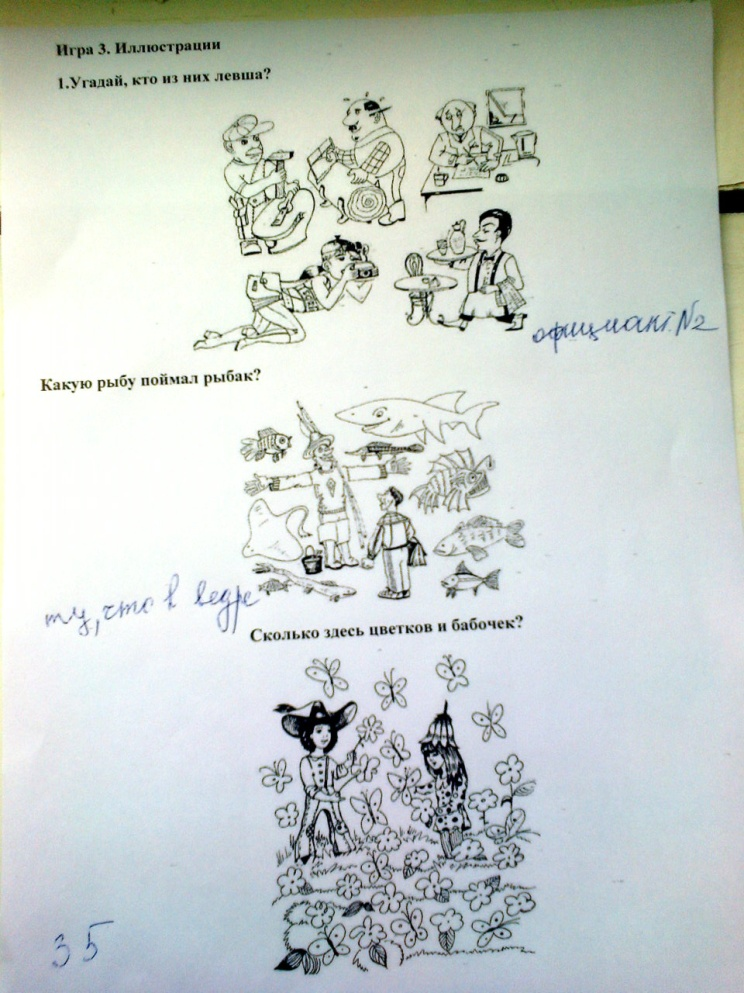 Игра 3. Иллюстрации
1.Угадай, кто из них левша?
официант №2
Какую рыбу поймал рыбак?
ту, что в ведре
Сколько здесь цветков и бабочек?
35